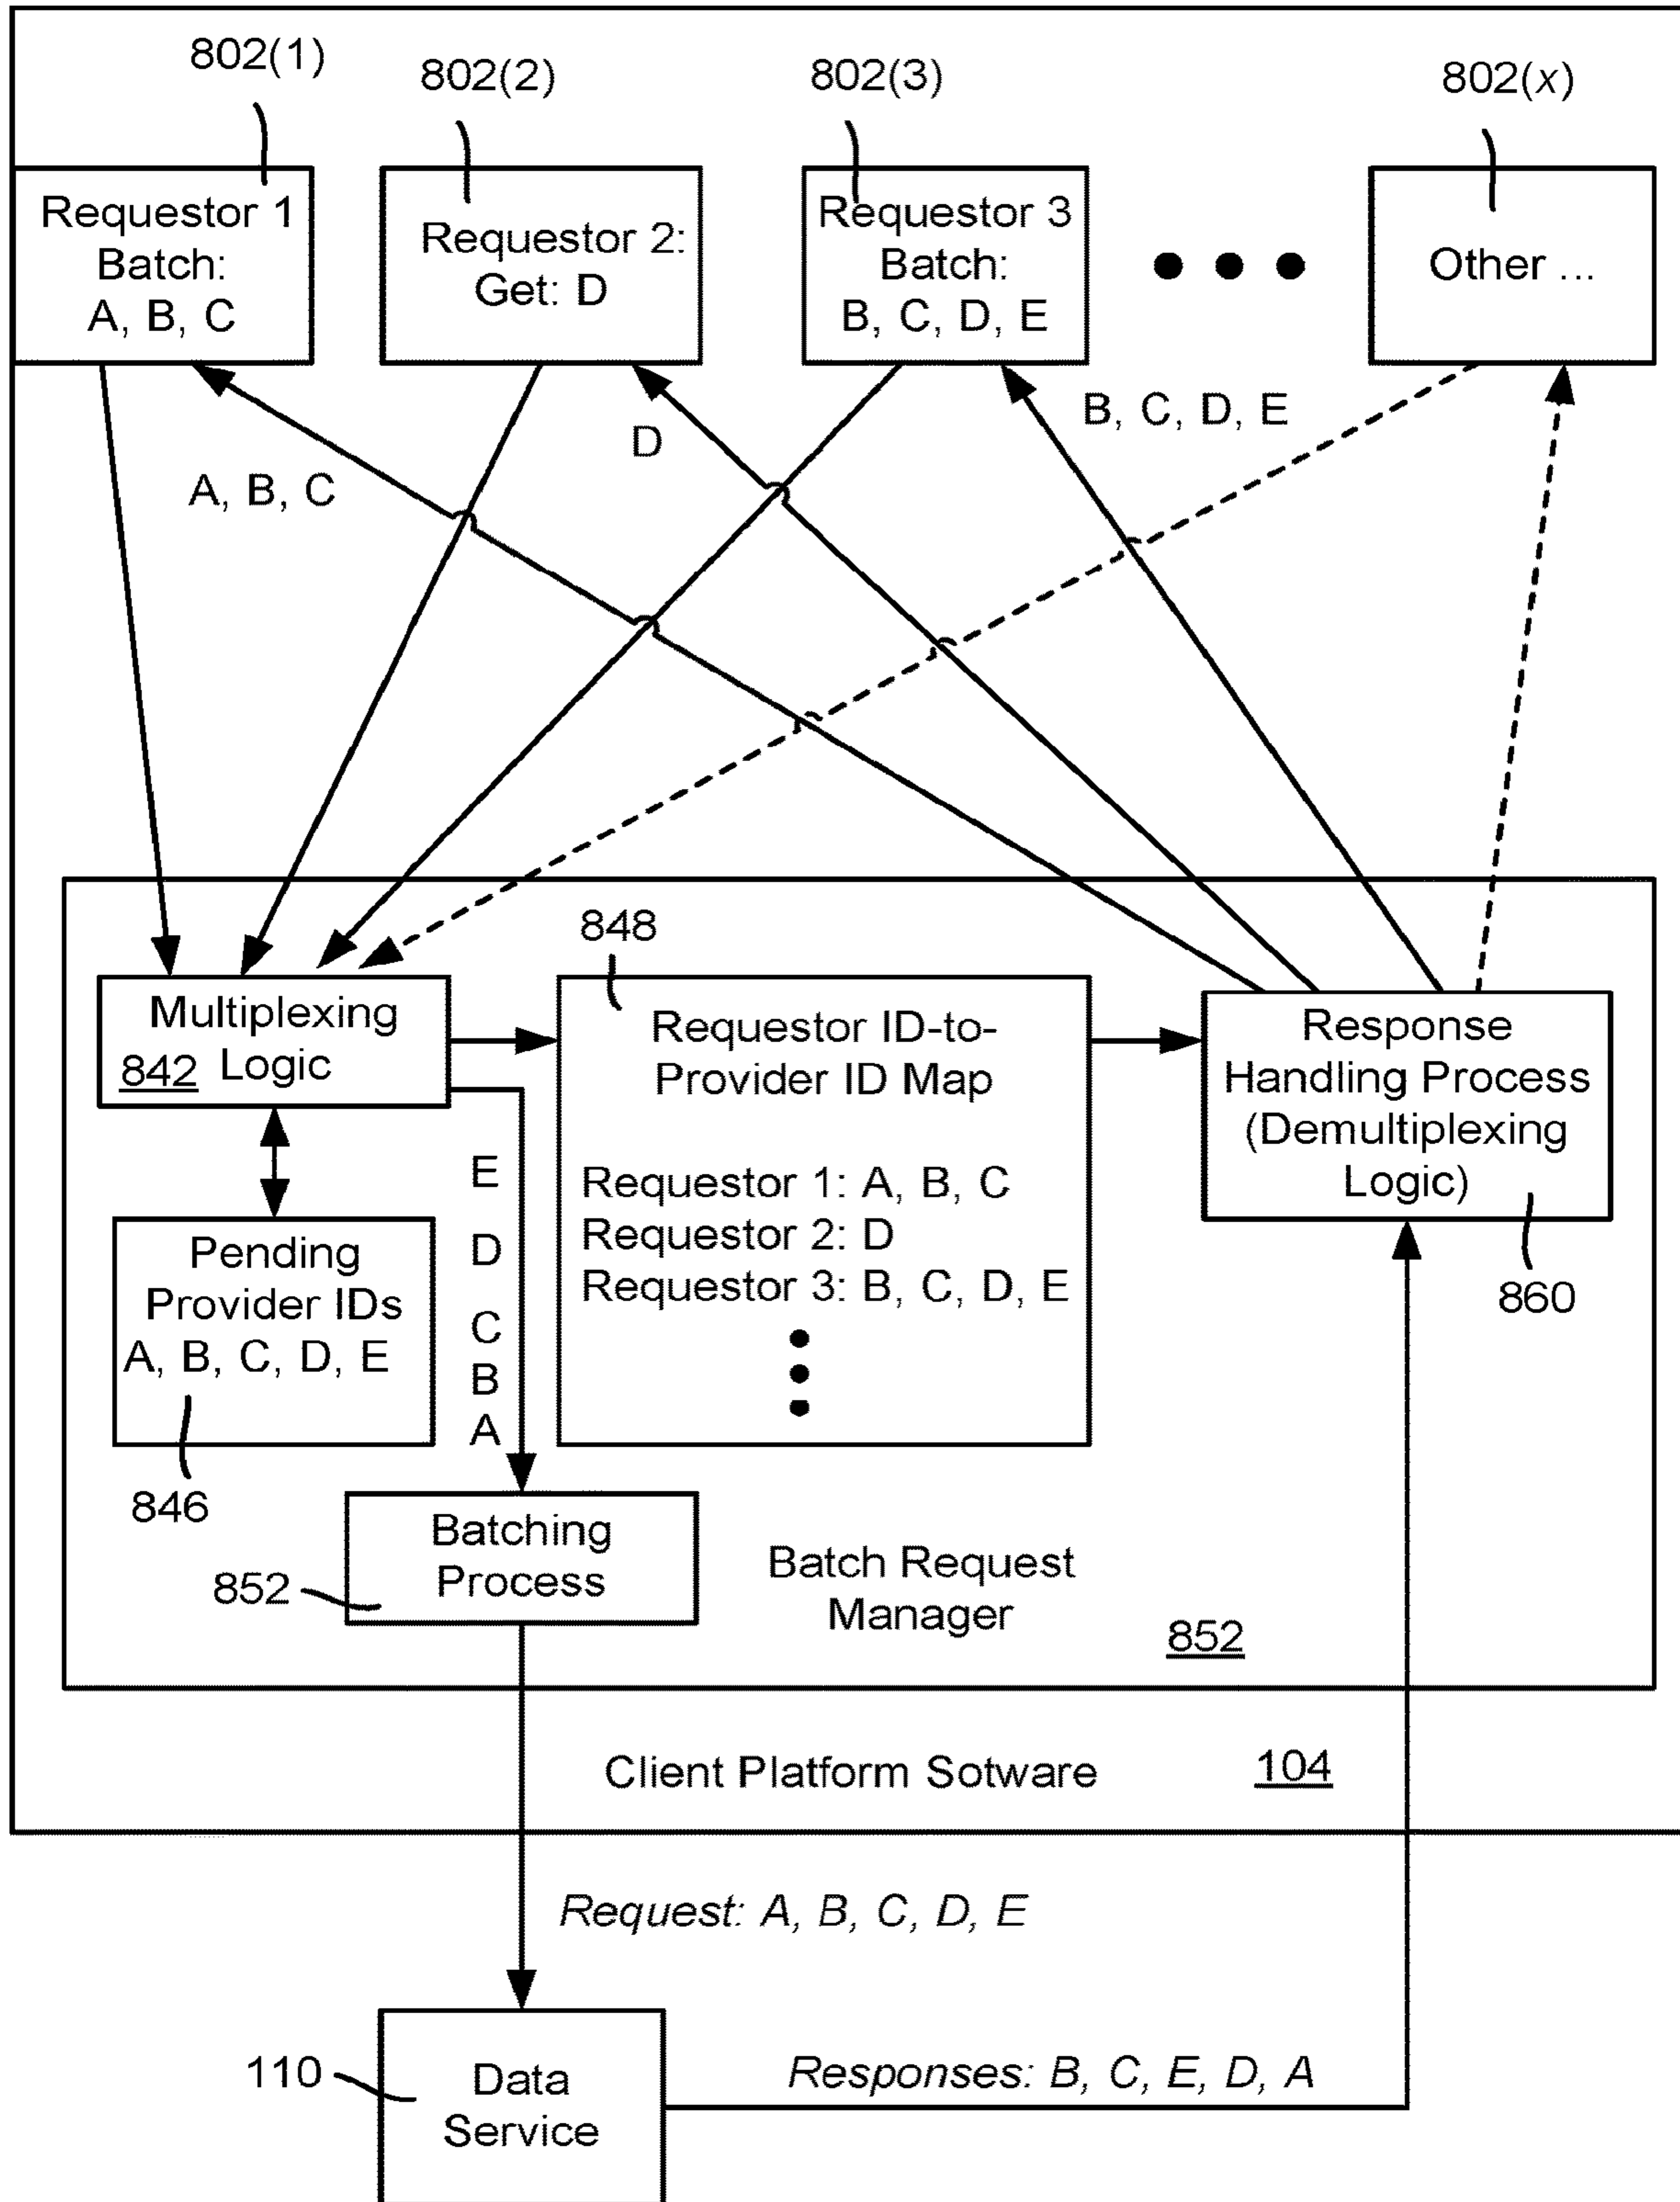 802(1)
802(2)
802(3)
802(x)
Requestor 1
Batch:
A, B, C
Requestor 2:
Get: D
Requestor 3
Batch:
B, C, D, E
Other ...
A, B, C
D
B, C, D, E
Multiplexing
842 Logic
848
Requestor ID-to-
Provider ID Map
Requestor 1: A, B, C
Requestor 2: D
Requestor 3: B, C, D, E
Response
Handling Process
(Demultiplexing
Logic)
860
Pending
Provider IDs
A, B, C, D, E
846
E
D
C
B
A
Batching
Process
852
Batch Request
Manager
852
Client Platform Sotware
104
Request: A, B, C, D, E
110
Data
Service
Responses: B, C, E, D, A